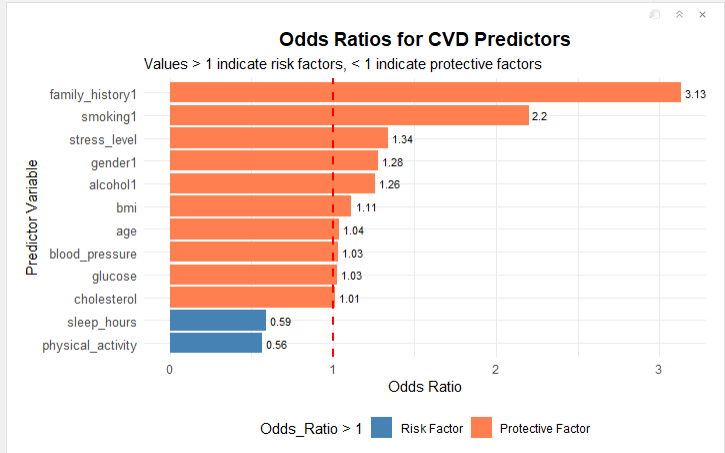 Odds Ratios for CVD Predictors
Values > 1 indicate risk factors, < 1 indicate protective factors
Predictor Variable
family_history1 3.13
smoking1 2.2
stress_level 1.34
gender1 1.28
alcohol1 1.26
bmi 1.11
age 1.04
blood_pressure 1.03
glucose 1.03
cholesterol 1.01
sleep_hours 0.59
physical_activity 0.56
0 1 2 3
Odds Ratio
Odds_Ratio > 1 Risk Factor Protective Factor